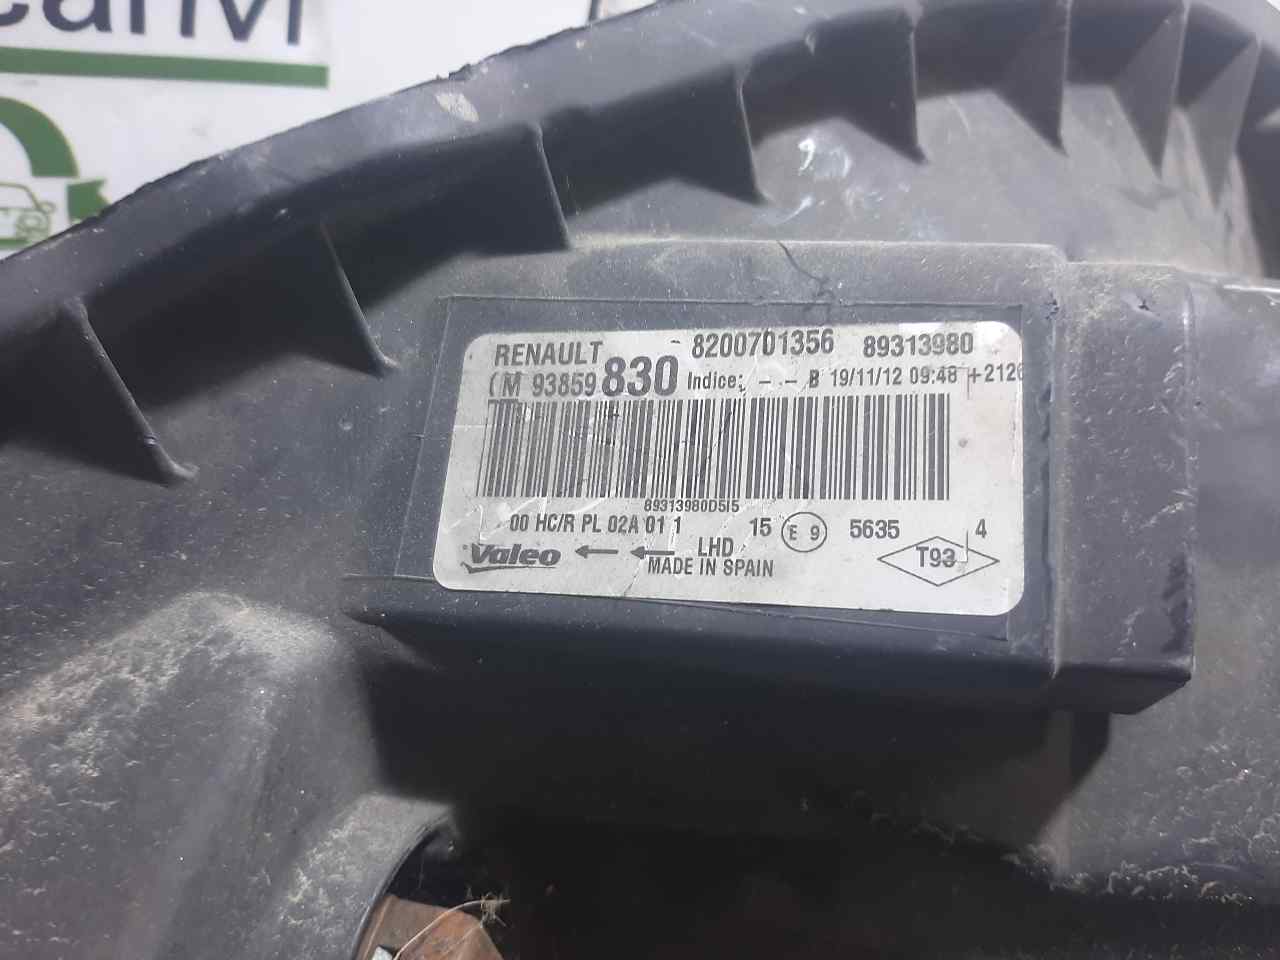 RENAULT - 8200701356 89313980
(M 93859 830 Indice: - - B 19/11/12 09:48 +2126
89313980D5I5
00 HC/R PL 02A 01 1 15 E 9 5635 4
Valeo LHD T93
MADE IN SPAIN